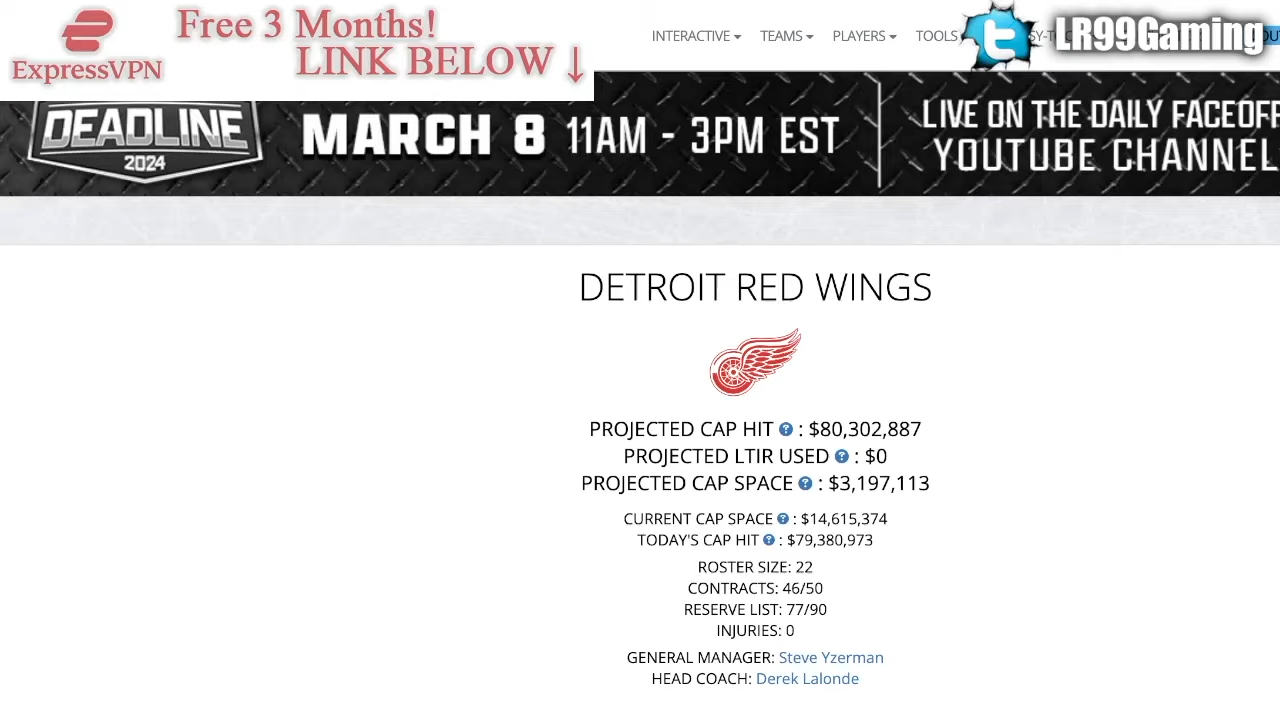 Free 3 Months!
LINK BELOW ↓
ExpressVPN
INTERACTIVE TEAMS PLAYERS TOOLS
LR99Gaming
DEADLINE
2024
MARCH 8 11AM - 3PM EST
LIVE ON THE DAILY FACEOFF
YOUTUBE CHANNEL
DETROIT RED WINGS
PROJECTED CAP HIT ? : $80,302,887
PROJECTED LTIR USED ? : $0
PROJECTED CAP SPACE ? : $3,197,113
CURRENT CAP SPACE ? : $14,615,374
TODAY'S CAP HIT ? : $79,380,973
ROSTER SIZE: 22
CONTRACTS: 46/50
RESERVE LIST: 77/90
INJURIES: 0
GENERAL MANAGER: Steve Yzerman
HEAD COACH: Derek Lalonde